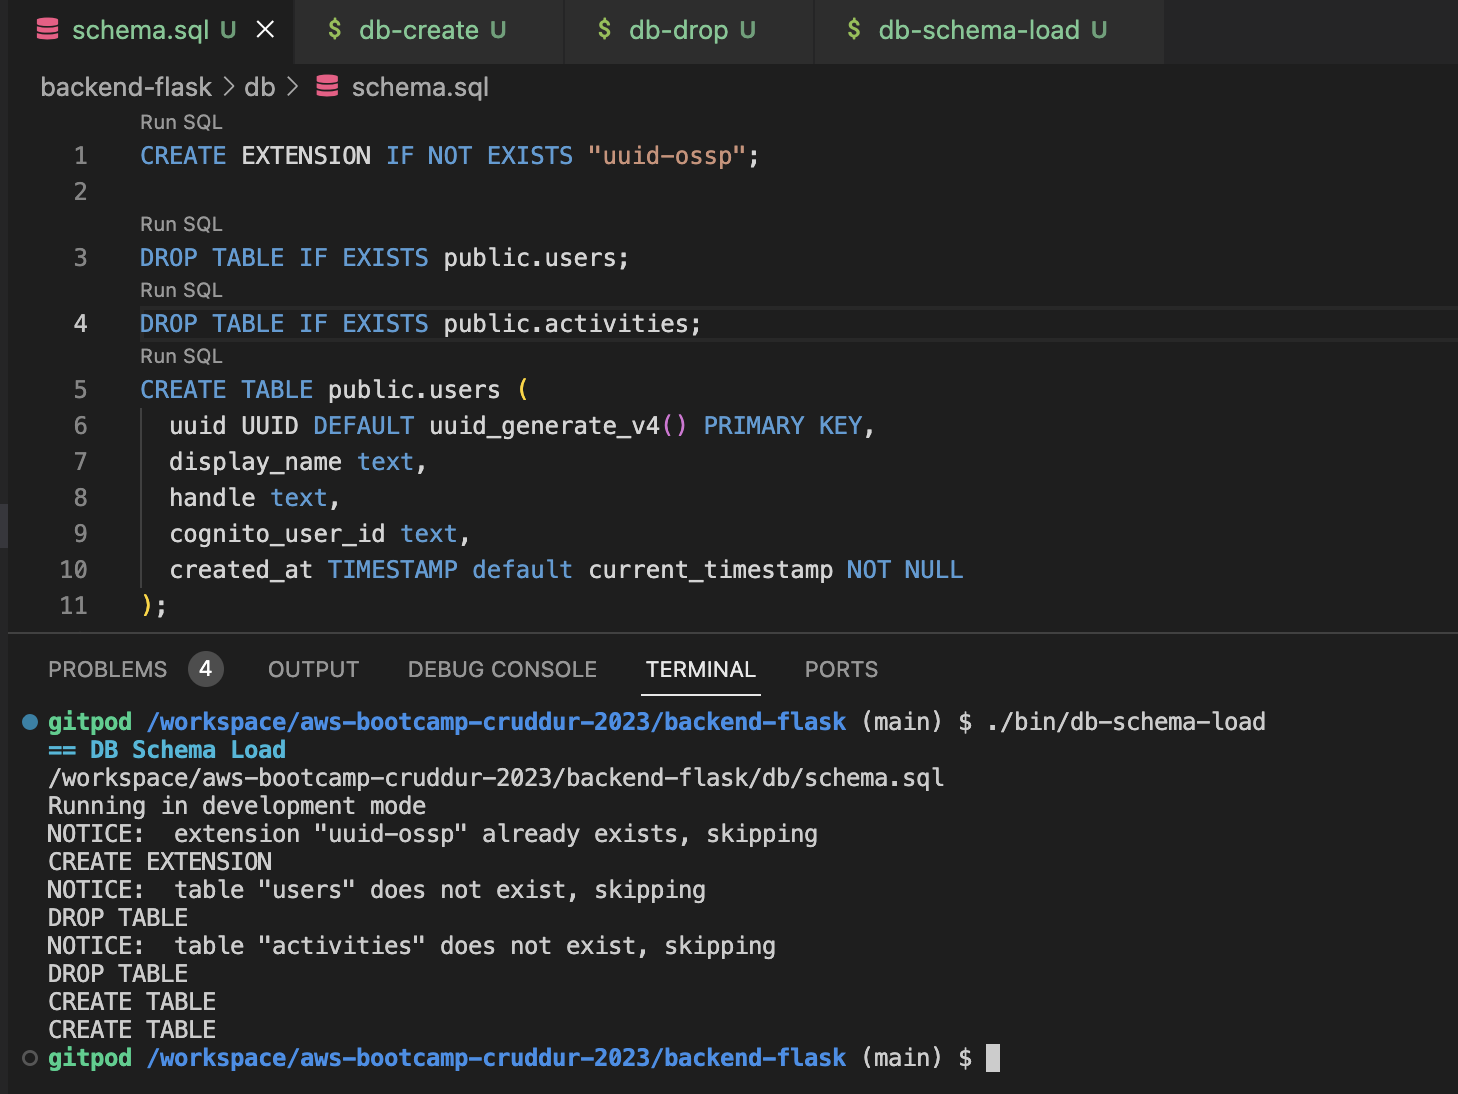 schema.sql U $ db-create U $ db-drop U $ db-schema-load U
backend-flask > db > schema.sql
Run SQL
1 CREATE EXTENSION IF NOT EXISTS "uuid-ossp";
2
Run SQL
3 DROP TABLE IF EXISTS public.users;
Run SQL
4 DROP TABLE IF EXISTS public.activities;
Run SQL
5 CREATE TABLE public.users (
6 uuid UUID DEFAULT uuid_generate_v4() PRIMARY KEY,
7 display_name text,
8 handle text,
9 cognito_user_id text,
10 created_at TIMESTAMP default current_timestamp NOT NULL
11 );
PROBLEMS 4 OUTPUT DEBUG CONSOLE TERMINAL PORTS
gitpod /workspace/aws-bootcamp-cruddur-2023/backend-flask (main) $ ./bin/db-schema-load
== DB Schema Load
/workspace/aws-bootcamp-cruddur-2023/backend-flask/db/schema.sql
Running in development mode
NOTICE:  extension "uuid-ossp" already exists, skipping
CREATE EXTENSION
NOTICE:  table "users" does not exist, skipping
DROP TABLE
NOTICE:  table "activities" does not exist, skipping
DROP TABLE
CREATE TABLE
CREATE TABLE
gitpod /workspace/aws-bootcamp-cruddur-2023/backend-flask (main) $